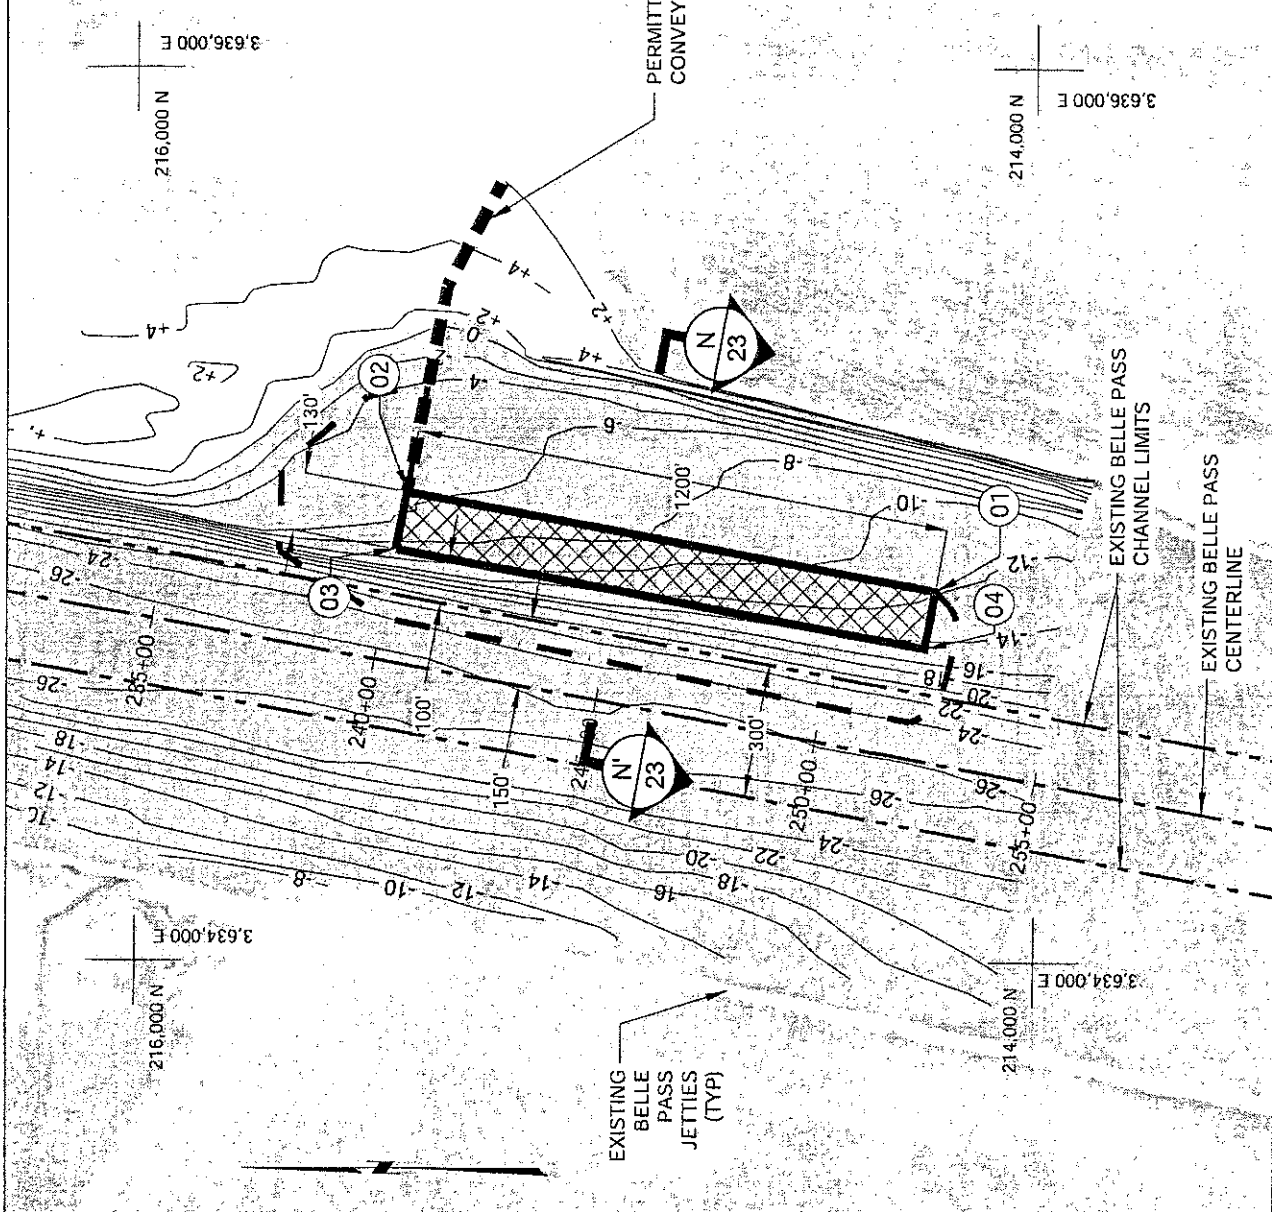 3,636,000 E
216,000 N
PERMITT
CONVEY
3,636,000 E
214,000 N
+4
+2
+4
+2
0
-4
+2
+4
02
130'
6
-8
1200'
-10
01
-12
04
-14
N
23
03
-24
-26
-26
235+00
240+00
100'
150'
300'
N'
23
250+00
255+00
-16
18
-20
22
-24
-26
-26
-24
-22
-20
-18
16
-14
-12
-10
-8
-18
-14
-12
-10
EXISTING BELLE PASS
CHANNEL LIMITS
EXISTING BELLE PASS
CENTERLINE
3,634,000 E
216,000 N
EXISTING
BELLE
PASS
JETTIES
(TYP)
3,634,000 E
214,000 N